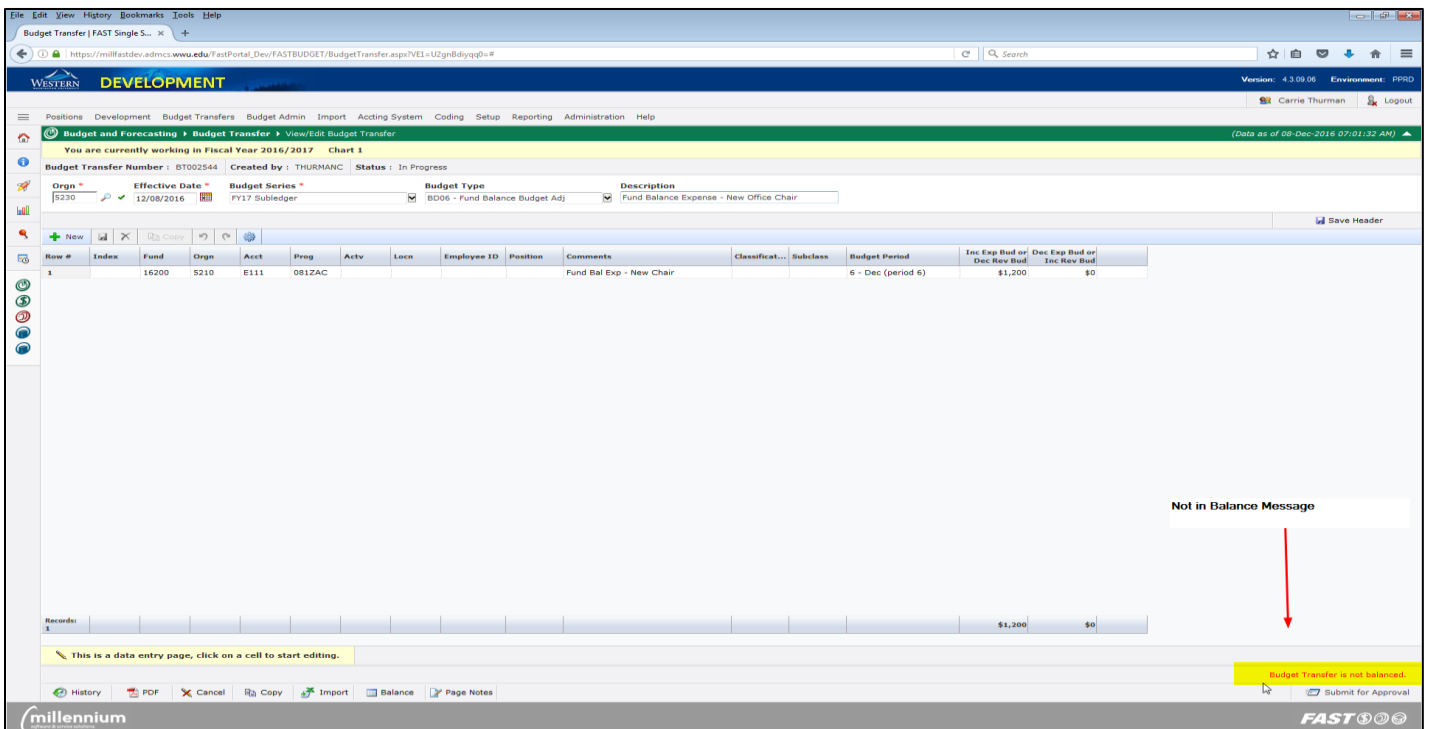 File Edit View History Bookmarks Tools Help
Budget Transfer | FAST Single S... × +
https://millfastdev.admcs.wwu.edu/FastPortal_Dev/FASTBUDGET/BudgetTransfer.aspx?VE1=U2gnBdiyqq0=# Search
WESTERN DEVELOPMENT Version: 4.3.09.06 Environment: PPRD
Carrie Thurman Logout
Positions Development Budget Transfers Budget Admin Import Accting System Coding Setup Reporting Administration Help
Budget and Forecasting Budget Transfer View/Edit Budget Transfer (Data as of 08-Dec-2016 07:01:32 AM)
You are currently working in Fiscal Year 2016/2017 Chart 1
Budget Transfer Number : BT002544 Created by : THURMANC Status : In Progress
Orgn * Effective Date * Budget Series * Budget Type Description
5230 12/08/2016 FY17 Subledger BD06 - Fund Balance Budget Adj Fund Balance Expense - New Office Chair
Save Header
New Copy
Row # Index Fund Orgn Acct Prog Actv Locn Employee ID Position Comments Classificat... Subclass Budget Period Inc Exp Bud or Dec Rev Bud Dec Exp Bud or Inc Rev Bud
1 16200 5210 E111 081ZAC Fund Bal Exp - New Chair 6 - Dec (period 6) $1,200 $0
Not in Balance Message
Records: 1 $1,200 $0
This is a data entry page, click on a cell to start editing.
Budget Transfer is not balanced.
History PDF Cancel Copy Import Balance Page Notes Submit for Approval
millennium FAST